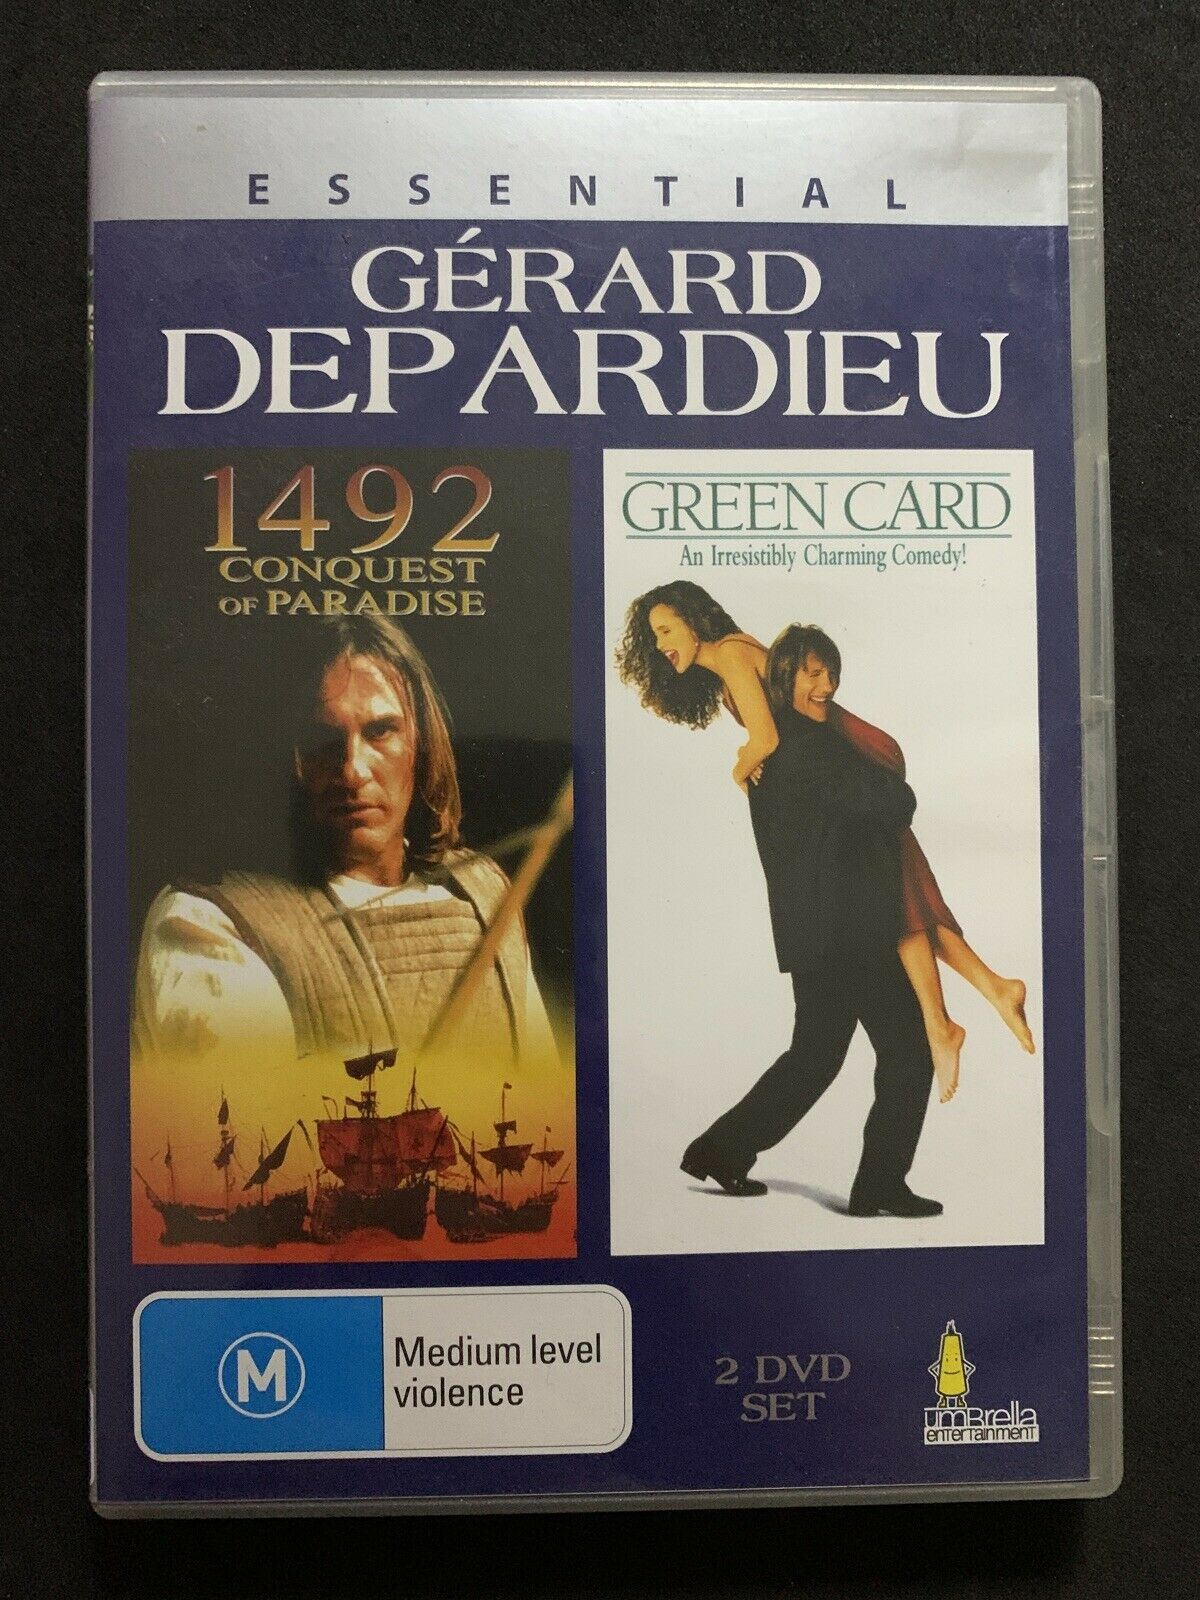 ESSENTIAL
GÉRARD
DEPARDIEU
1492
CONQUEST
OF PARADISE
GREEN CARD
An Irresistibly Charming Comedy!
M
Medium level
violence
2 DVD
SET
umBrella
entertainment